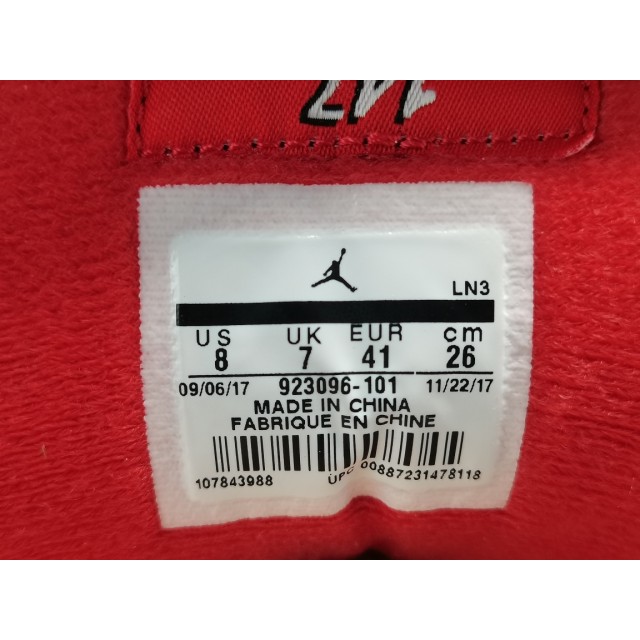 147
LN3
US UK EUR cm
8 7 41 26
09/06/17 923096-101 11/22/17
MADE IN CHINA
FABRIQUE EN CHINE
107843988 UPC 00887231478118